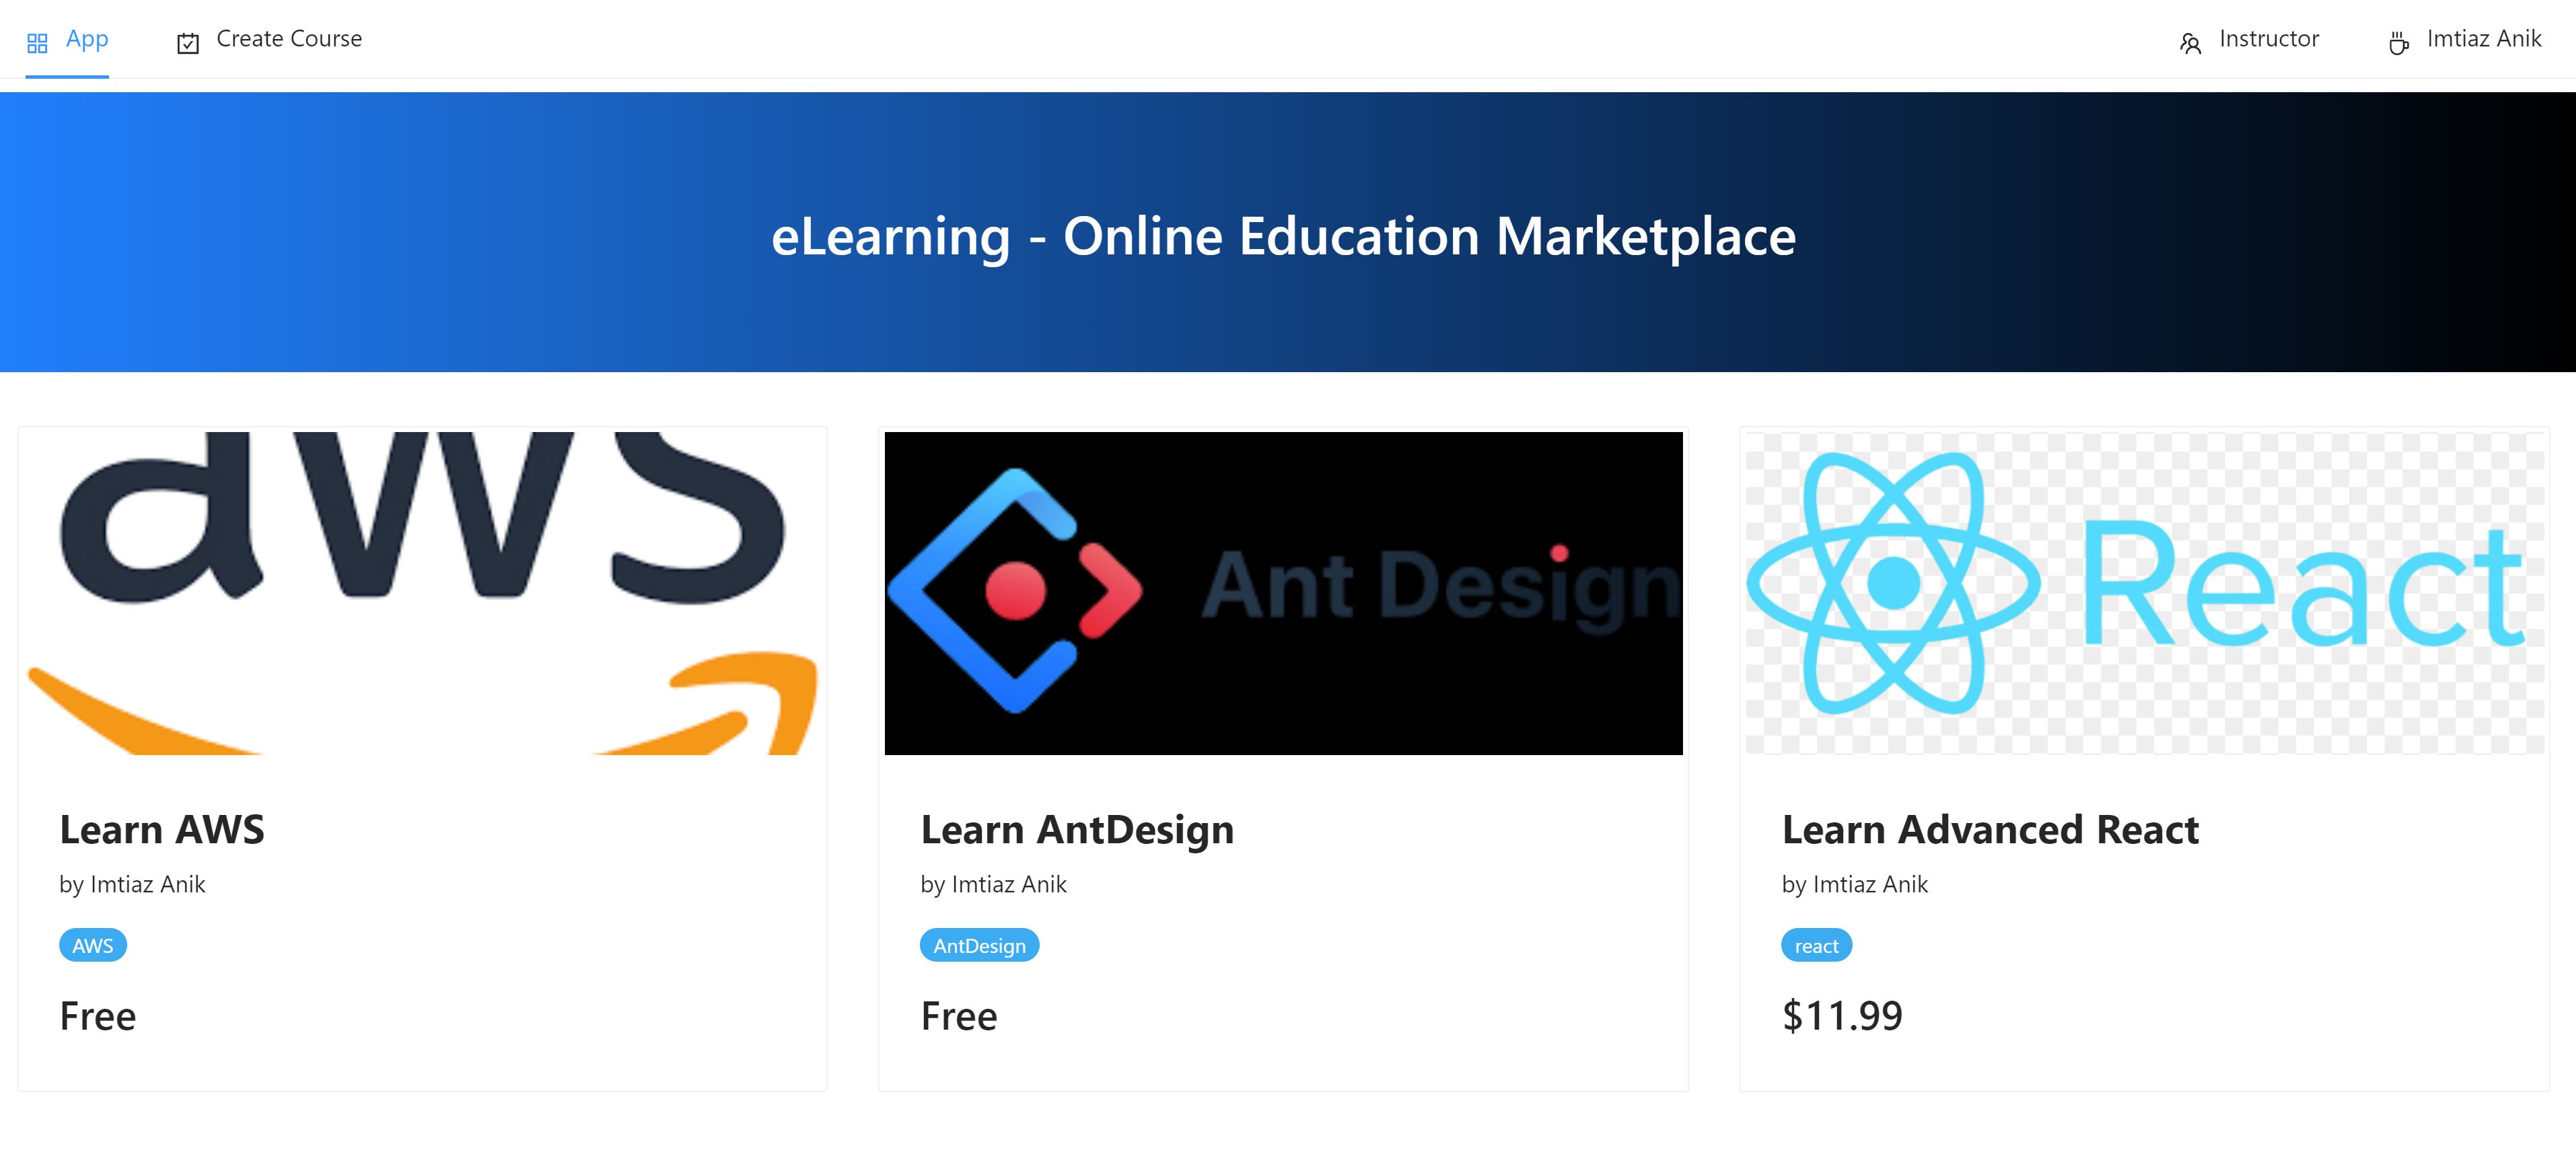 App
Create Course
Instructor
Imtiaz Anik
eLearning - Online Education Marketplace
aws
Ant Design
React
Learn AWS
by Imtiaz Anik
AWS
Free
Learn AntDesign
by Imtiaz Anik
AntDesign
Free
Learn Advanced React
by Imtiaz Anik
react
$11.99